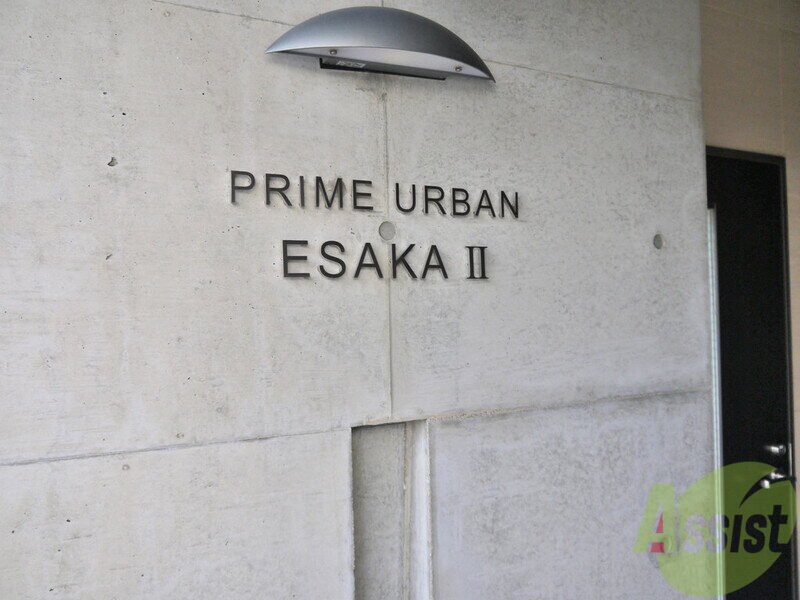 PRIME URBAN
ESAKA Ⅱ
Assist